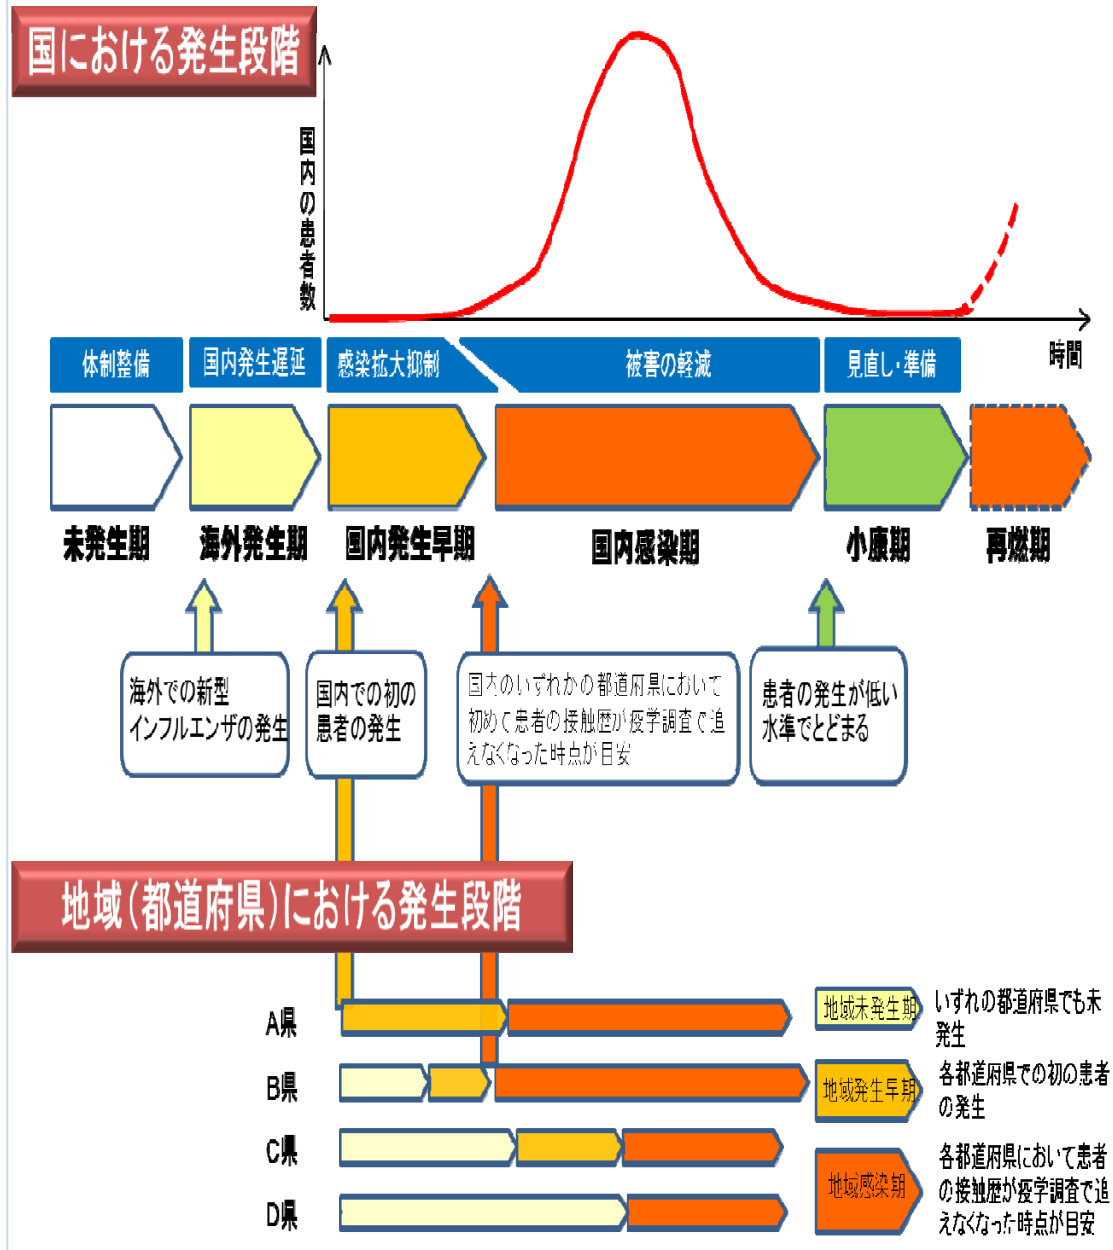 国における発生段階
国内の患者数
時間
体制整備
国内発生遅延
感染拡大抑制
被害の軽減
見直し・準備
未発生期
海外発生期
国内発生早期
国内感染期
小康期
再燃期
海外での新型
インフルエンザの発生
国内での初の
患者の発生
国内のいずれかの都道府県において
初めて患者の接触歴が疫学調査で追
えなくなった時点が目安
患者の発生が低い
水準でとどまる
地域(都道府県)における発生段階
A県
B県
C県
D県
地域未発生期
いずれの都道府県でも未
発生
地域発生早期
各都道府県での初の患者
の発生
地域感染期
各都道府県において患者
の接触歴が疫学調査で追
えなくなった時点が目安